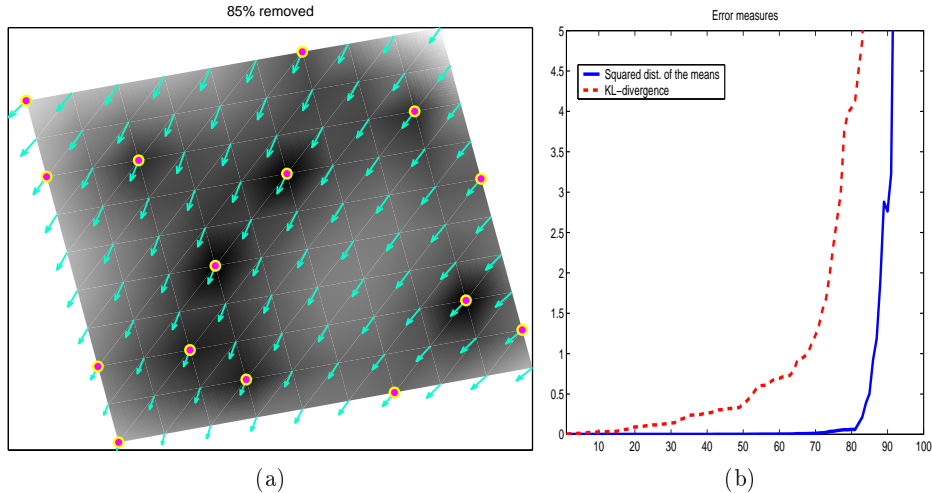 85% removed
Error measures
5
4.5
4
3.5
3
2.5
2
1.5
1
0.5
0
Squared dist. of the means
KL−divergence
10 20 30 40 50 60 70 80 90 100
(a)
(b)